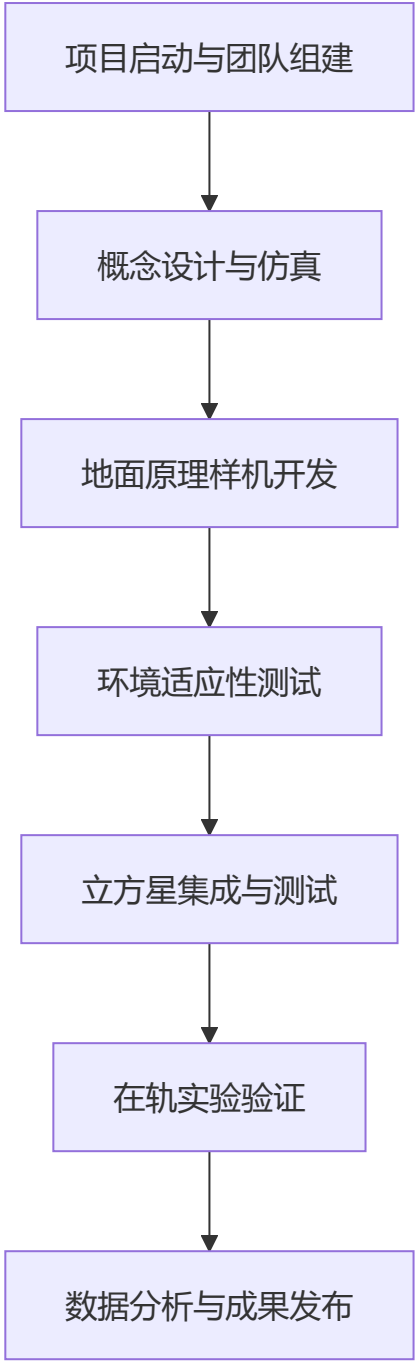 项目启动与团队组建
概念设计与仿真
地面原理样机开发
环境适应性测试
立方星集成与测试
在轨实验验证
数据分析与成果发布